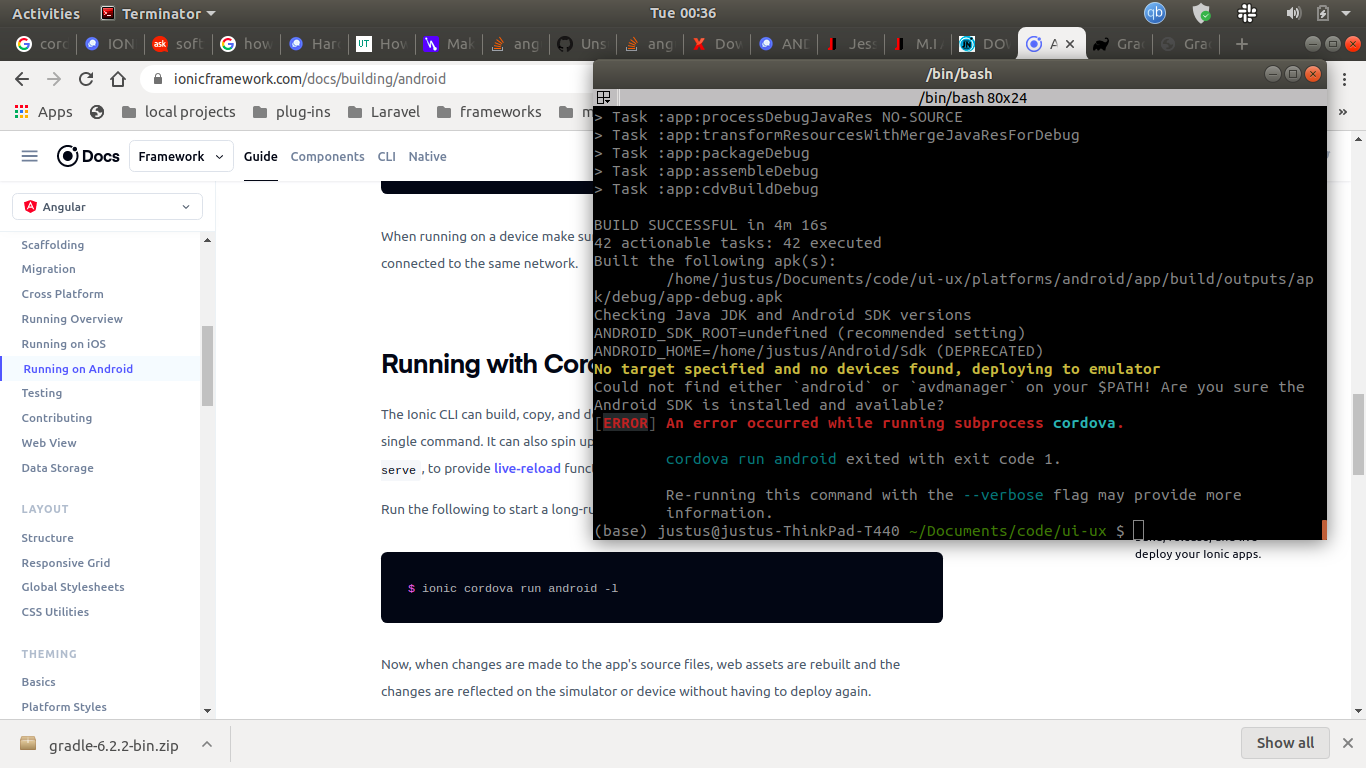 Activities
Terminator
Tue 00:36
qb
corc
ION
ask
soft
how
Harc
UT
How
Mak
ang
Uns
ang
Dov
AND
Jess
M.I /
DOW
A
Grac
Grac
ionicframework.com/docs/building/android
Apps
local projects
plug-ins
Laravel
frameworks
m
»
Docs
Framework
Guide
Components
CLI
Native
Angular
Scaffolding
Migration
Cross Platform
Running Overview
Running on iOS
Running on Android
Testing
Contributing
Web View
Data Storage
LAYOUT
Structure
Responsive Grid
Global Stylesheets
CSS Utilities
THEMING
Basics
Platform Styles
When running on a device make su
connected to the same network.
Running with Cor
The Ionic CLI can build, copy, and d
single command. It can also spin up
serve , to provide live-reload funct
Run the following to start a long-ru
$ ionic cordova run android -l
Now, when changes are made to the app's source files, web assets are rebuilt and the
changes are reflected on the simulator or device without having to deploy again.
deploy your Ionic apps.
/bin/bash
/bin/bash 80x24
> Task :app:processDebugJavaRes NO-SOURCE
> Task :app:transformResourcesWithMergeJavaResForDebug
> Task :app:packageDebug
> Task :app:assembleDebug
> Task :app:cdvBuildDebug
BUILD SUCCESSFUL in 4m 16s
42 actionable tasks: 42 executed
Built the following apk(s):
/home/justus/Documents/code/ui-ux/platforms/android/app/build/outputs/ap
k/debug/app-debug.apk
Checking Java JDK and Android SDK versions
ANDROID_SDK_ROOT=undefined (recommended setting)
ANDROID_HOME=/home/justus/Android/Sdk (DEPRECATED)
No target specified and no devices found, deploying to emulator
Could not find either `android` or `avdmanager` on your $PATH! Are you sure the
Android SDK is installed and available?
[ERROR] An error occurred while running subprocess cordova.
cordova run android exited with exit code 1.
Re-running this command with the --verbose flag may provide more
information.
(base) justus@justus-ThinkPad-T440 ~/Documents/code/ui-ux $
gradle-6.2.2-bin.zip
Show all